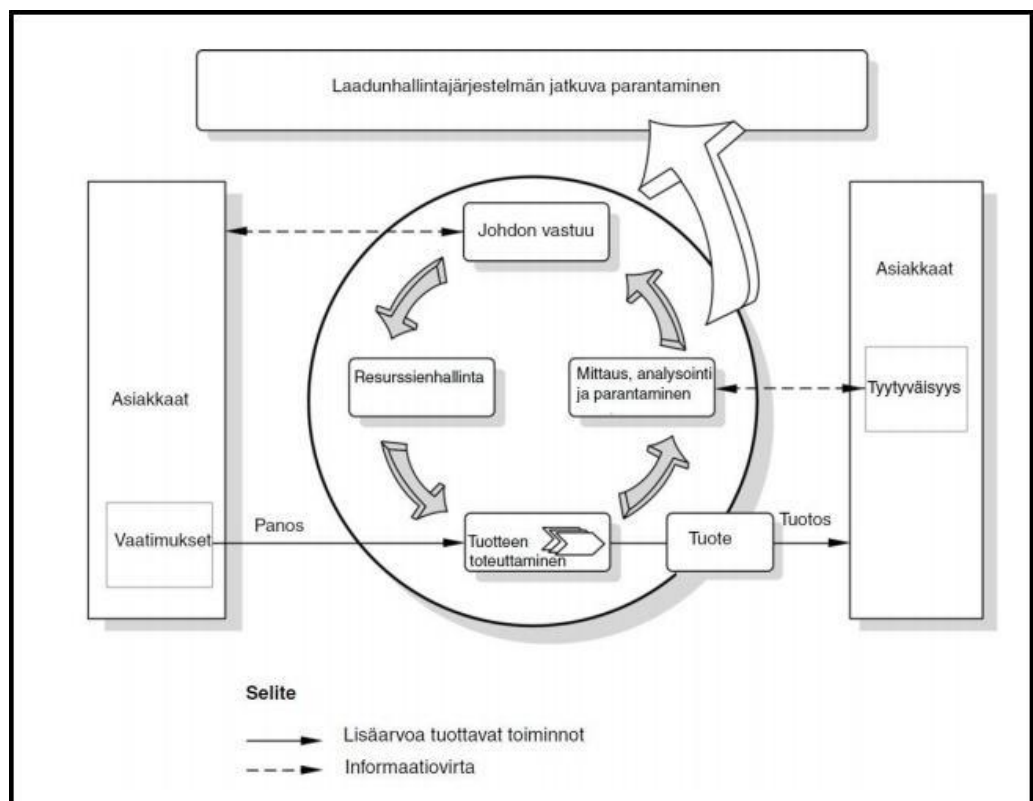 Laadunhallintajärjestelmän jatkuva parantaminen
Johdon vastuu
Asiakkaat
Resurssienhallinta
Mittaus, analysointi
ja parantaminen
Tyytyväisyys
Asiakkaat
Vaatimukset
Panos
Tuotteen
toteuttaminen
Tuote
Tuotos
Selite
Lisäarvoa tuottavat toiminnot
Informaatiovirta